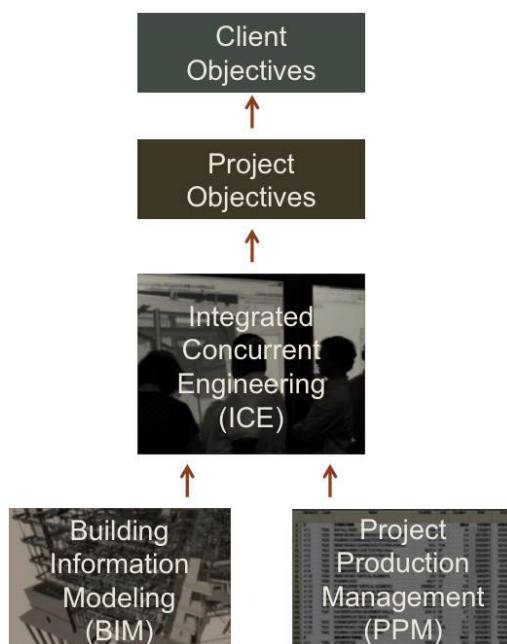 Client
Objectives
Project
Objectives
Integrated
Concurrent
Engineering
(ICE)
Building
Information
Modeling
(BIM)
Project
Production
Management
(PPM)